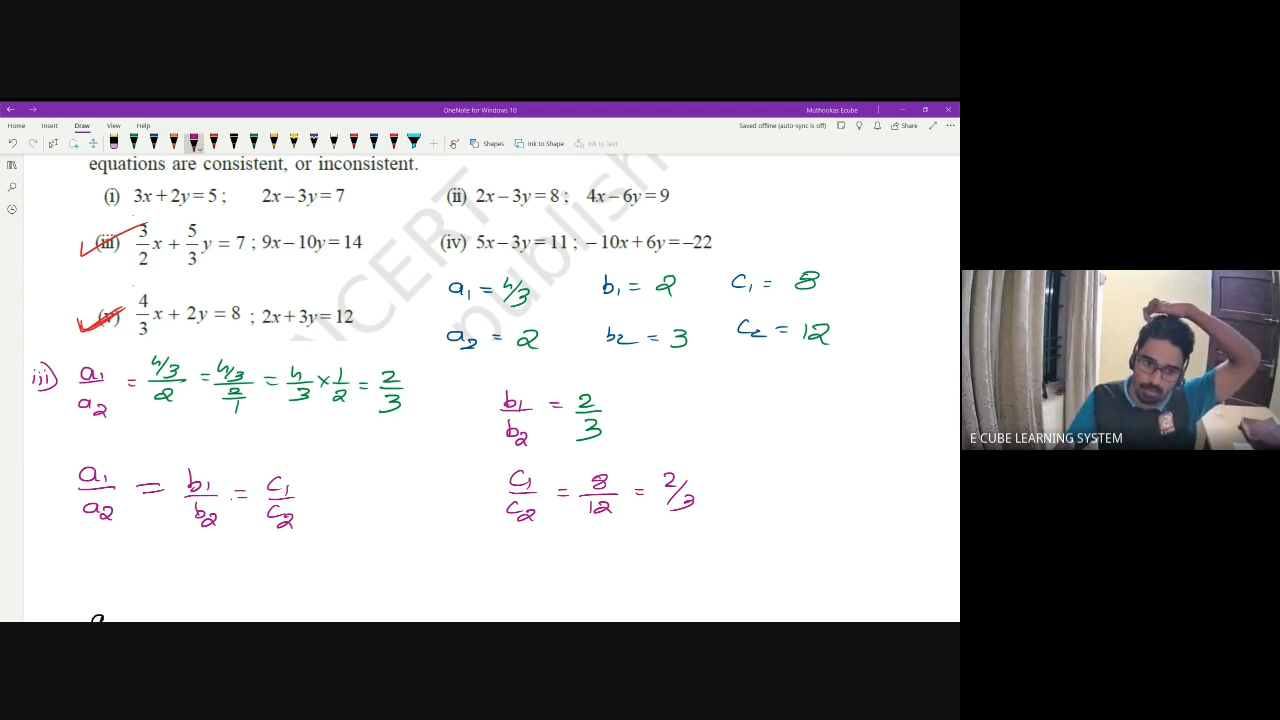 OneNote for Windows 10
Muthookas Ecube
Home Insert Draw View Help
Saved offline (auto-sync is off)
Share
Shapes Ink to Shape Ink to Text
equations are consistent, or inconsistent.
(i) 3x + 2y = 5 ; 2x – 3y = 7 (ii) 2x – 3y = 8 ; 4x – 6y = 9
(iii) 3/2 x + 5/3 y = 7 ; 9x – 10y = 14 (iv) 5x – 3y = 11 ; – 10x + 6y = –22
a₁ = 4/3 b₁ = 2 c₁ = 8
(v) 4/3 x + 2y = 8 ; 2x + 3y = 12
a₂ = 2 b₂ = 3 c₂ = 12
iii) a₁/a₂ = 4/3/2 = 4/3/2/1 = 4/3 × 1/2 = 2/3
b₁/b₂ = 2/3
a₁/a₂ = b₁/b₂ = c₁/c₂
c₁/c₂ = 8/12 = 2/3
NCERT
publish
E CUBE LEARNING SYSTEM